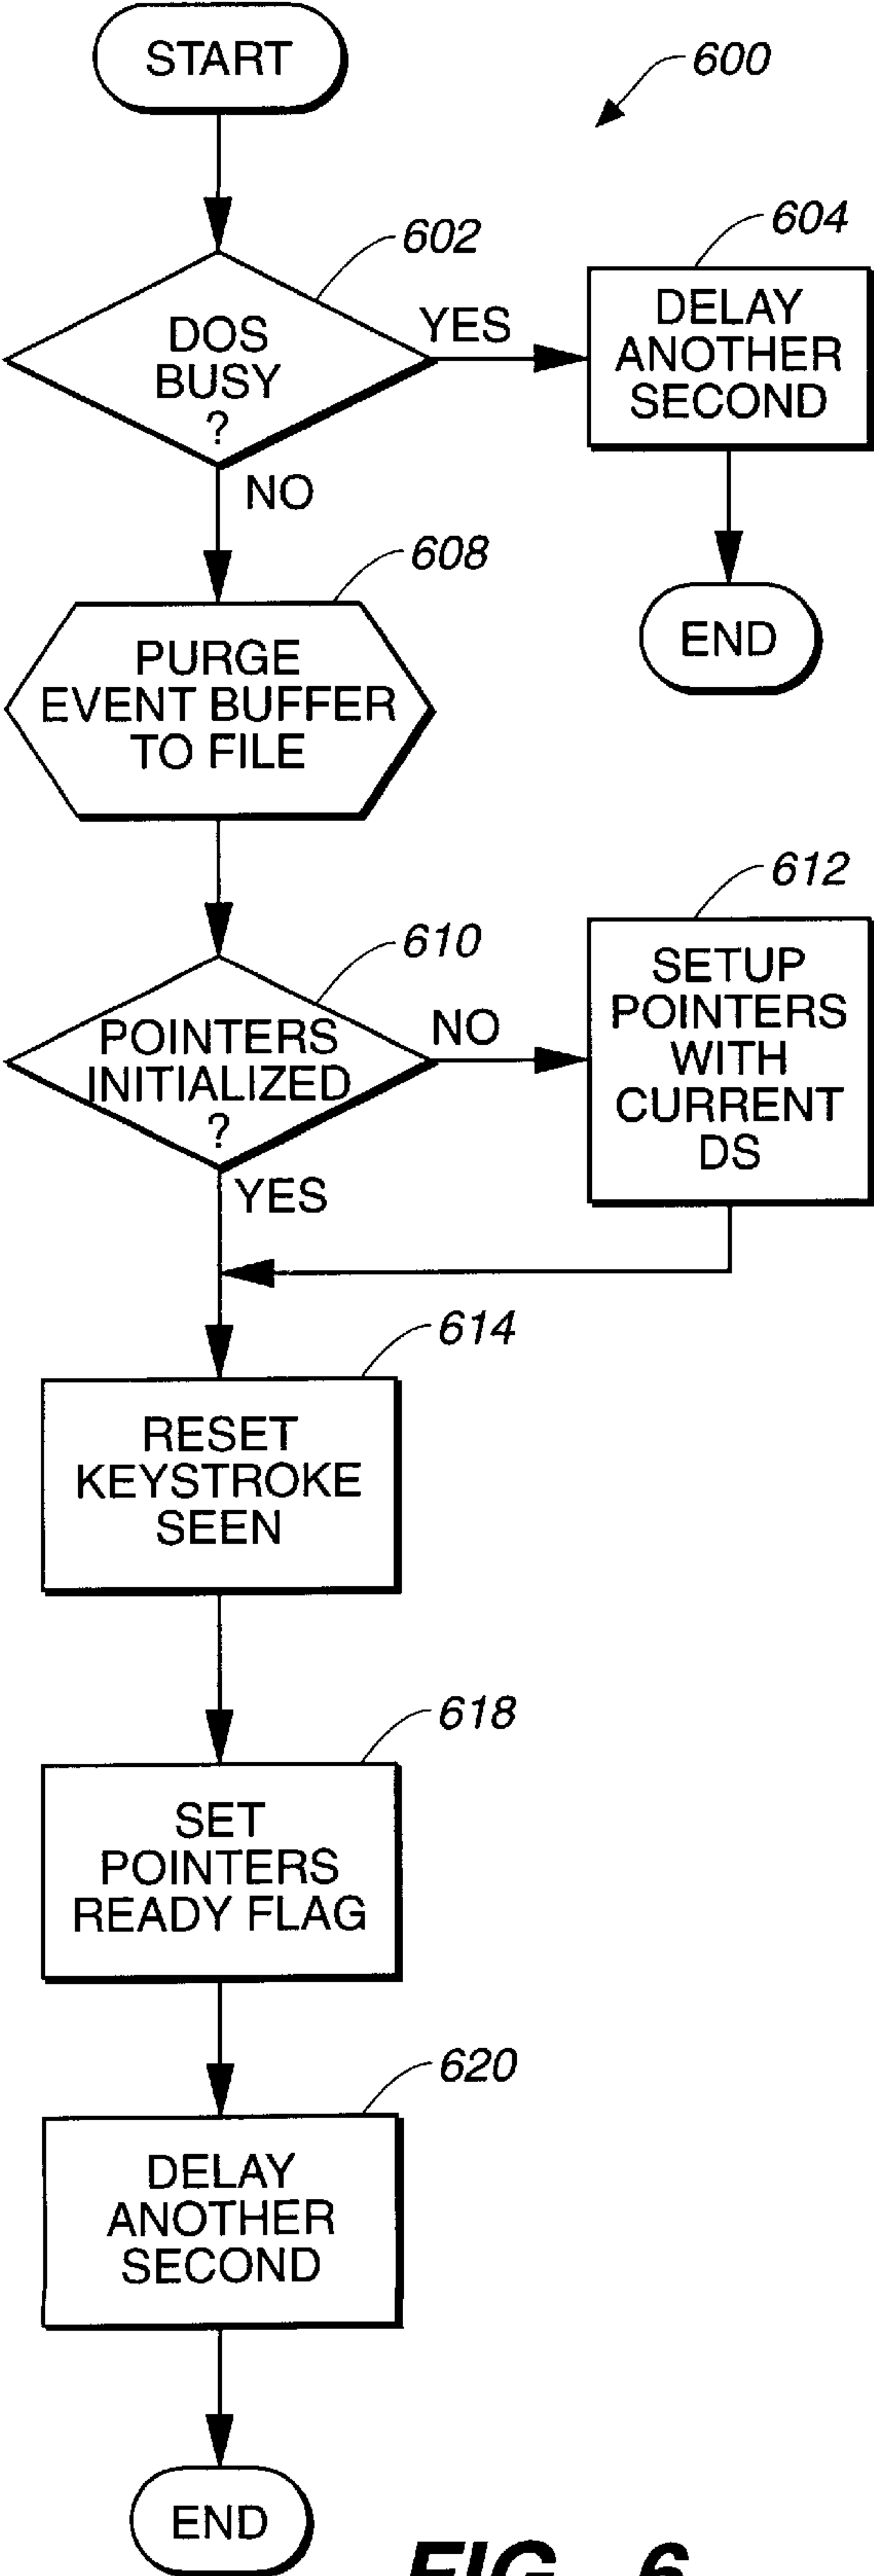 START
600
602
604
DOS
BUSY
?
YES
DELAY
ANOTHER
SECOND
NO
END
608
PURGE
EVENT BUFFER
TO FILE
610
612
POINTERS
INITIALIZED
?
NO
SETUP
POINTERS
WITH
CURRENT
DS
YES
614
RESET
KEYSTROKE
SEEN
618
SET
POINTERS
READY FLAG
620
DELAY
ANOTHER
SECOND
END
FIG. 6